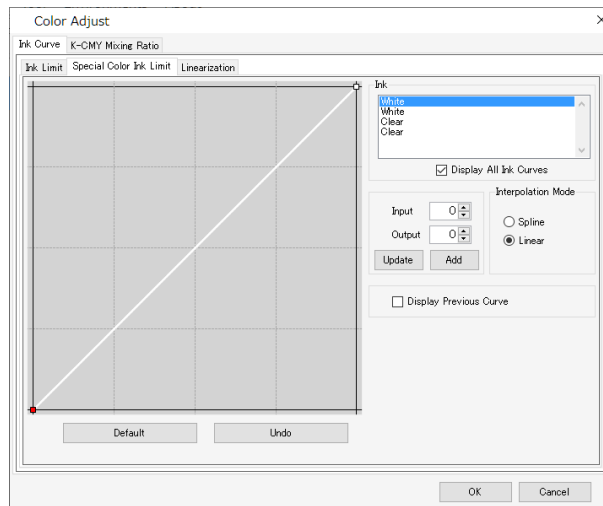 Color Adjust
Ink Curve K-CMY Mixing Ratio
Ink Limit Special Color Ink Limit Linearization
Ink
White
White
Clear
Clear
Display All Ink Curves
Interpolation Mode
Input 0
Spline
Output 0
Linear
Update Add
Display Previous Curve
Default Undo
OK Cancel